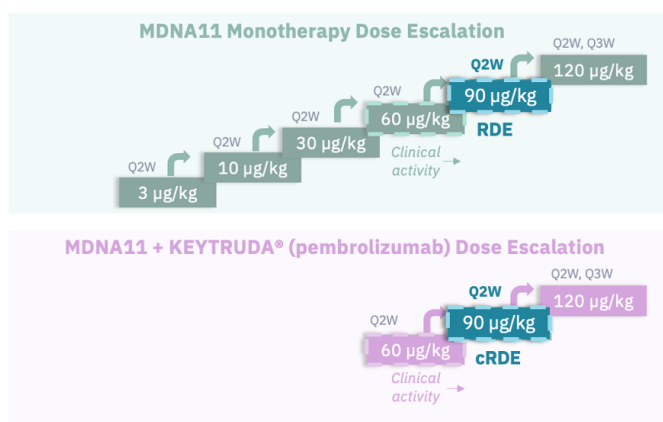 MDNA11 Monotherapy Dose Escalation
Q2W, Q3W
120 µg/kg
Q2W
90 µg/kg
RDE
Q2W
60 µg/kg
Clinical
activity
Q2W
30 µg/kg
Q2W
10 µg/kg
Q2W
3 µg/kg
MDNA11 + KEYTRUDA® (pembrolizumab) Dose Escalation
Q2W, Q3W
120 µg/kg
Q2W
90 µg/kg
cRDE
Q2W
60 µg/kg
Clinical
activity